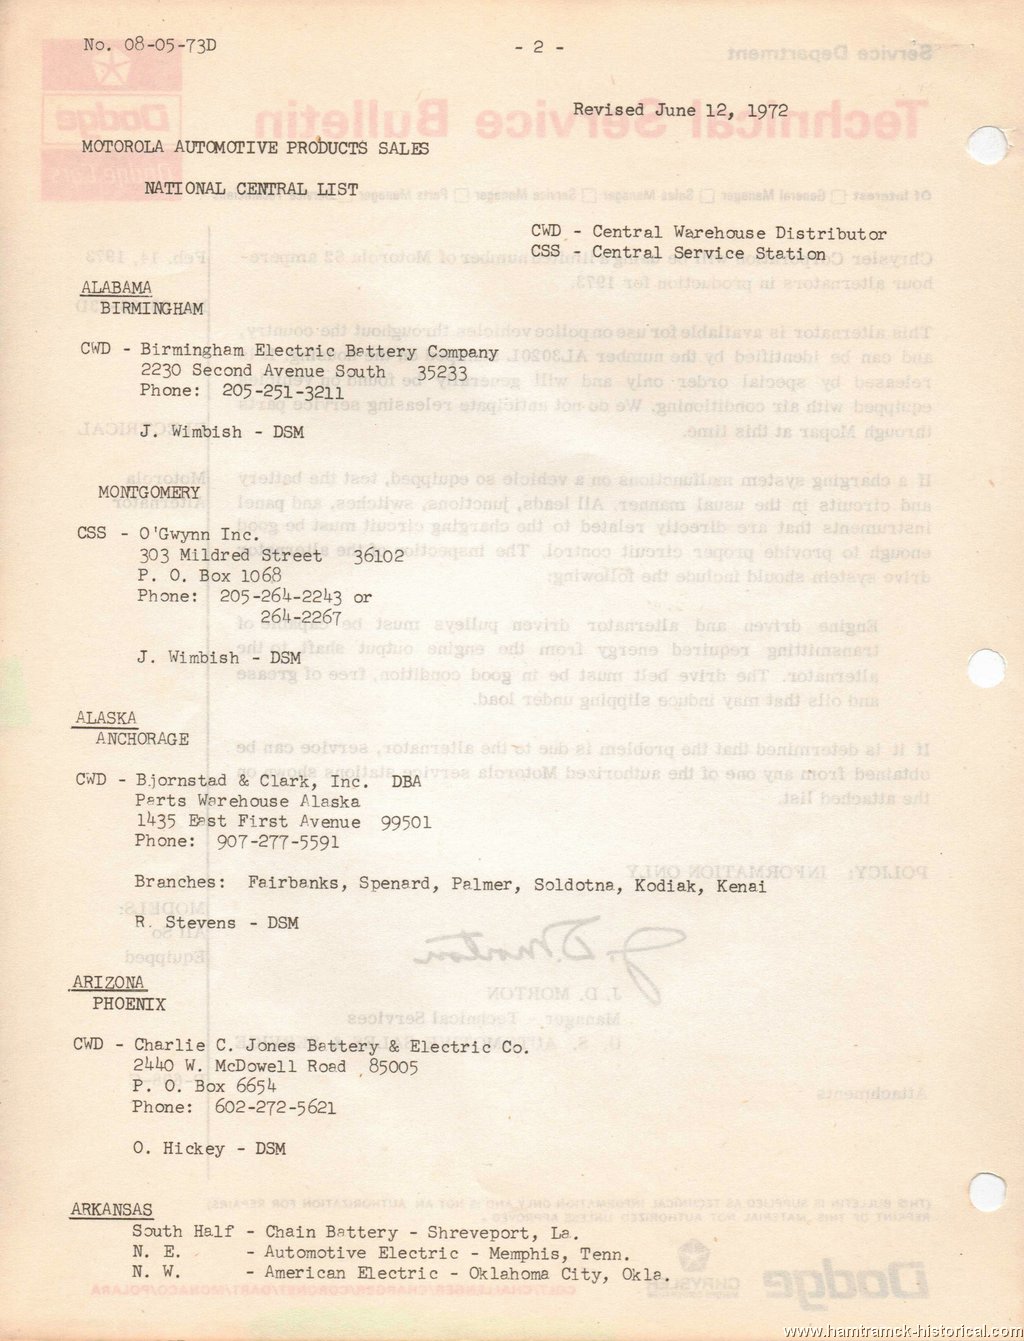 No. 08-05-73D
- 2 -
Revised June 12, 1972
MOTOROLA AUTOMOTIVE PRODUCTS SALES
NATIONAL CENTRAL LIST
CWD - Central Warehouse Distributor
CSS - Central Service Station
ALABAMA
BIRMINGHAM
CWD - Birmingham Electric Battery Company
2230 Second Avenue South 35233
Phone: 205-251-3211
J. Wimbish - DSM
MONTGOMERY
CSS - O'Gwynn Inc.
303 Mildred Street 36102
P. O. Box 1068
Phone: 205-264-2243 or
264-2267
J. Wimbish - DSM
ALASKA
ANCHORAGE
CWD - Bjornstad & Clark, Inc. DBA
Parts Warehouse Alaska
1435 East First Avenue 99501
Phone: 907-277-5591
Branches: Fairbanks, Spenard, Palmer, Soldotna, Kodiak, Kenai
R. Stevens - DSM
ARIZONA
PHOENIX
CWD - Charlie C. Jones Battery & Electric Co.
2440 W. McDowell Road 85005
P. O. Box 6654
Phone: 602-272-5621
O. Hickey - DSM
ARKANSAS
South Half - Chain Battery - Shreveport, La.
N. E. - Automotive Electric - Memphis, Tenn.
N. W. - American Electric - Oklahoma City, Okla.
www.hamtramck-historical.com